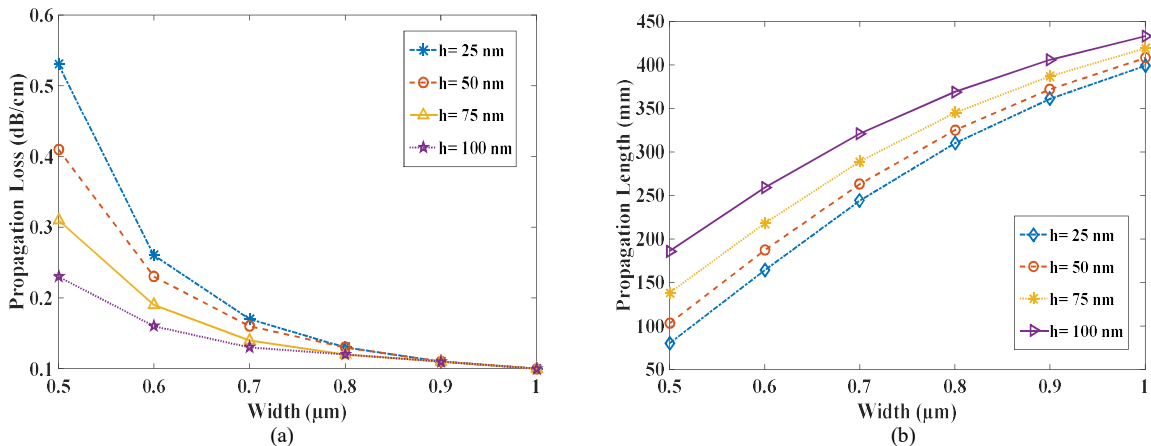 0.6
0.5
0.4
0.3
0.2
0.1
Propagation Loss (dB/cm)
h= 25 nm
h= 50 nm
h= 75 nm
h= 100 nm
0.5 0.6 0.7 0.8 0.9 1
Width (μm)
(a)
450
400
350
300
250
200
150
100
50
Propagation Length (mm)
h= 25 nm
h= 50 nm
h= 75 nm
h= 100 nm
0.5 0.6 0.7 0.8 0.9 1
Width (μm)
(b)